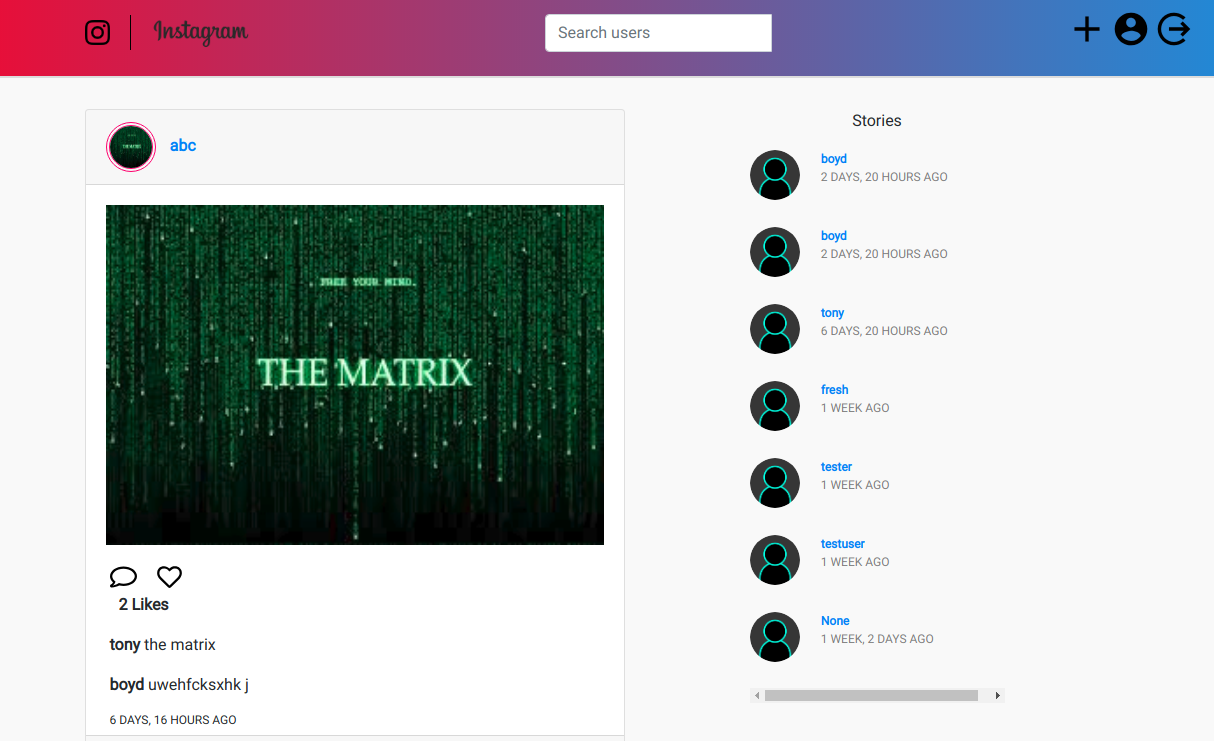 Instagram
Search users
abc
FREE YOUR MIND.
THE MATRIX
2 Likes
tony the matrix
boyd uwehfcksxhk j
6 DAYS, 16 HOURS AGO
Stories
boyd
2 DAYS, 20 HOURS AGO
boyd
2 DAYS, 20 HOURS AGO
tony
6 DAYS, 20 HOURS AGO
fresh
1 WEEK AGO
tester
1 WEEK AGO
testuser
1 WEEK AGO
None
1 WEEK, 2 DAYS AGO